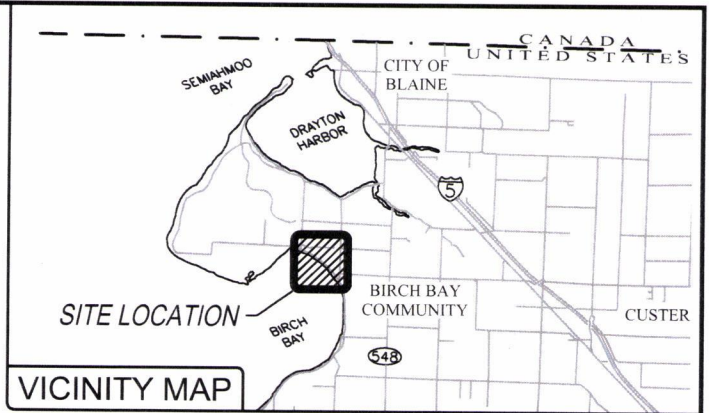 CANADA
UNITED STATES
SEMIAHMOO
BAY
CITY OF
BLAINE
DRAYTON
HARBOR
5
SITE LOCATION
BIRCH BAY
COMMUNITY
CUSTER
BIRCH
BAY
548
VICINITY MAP